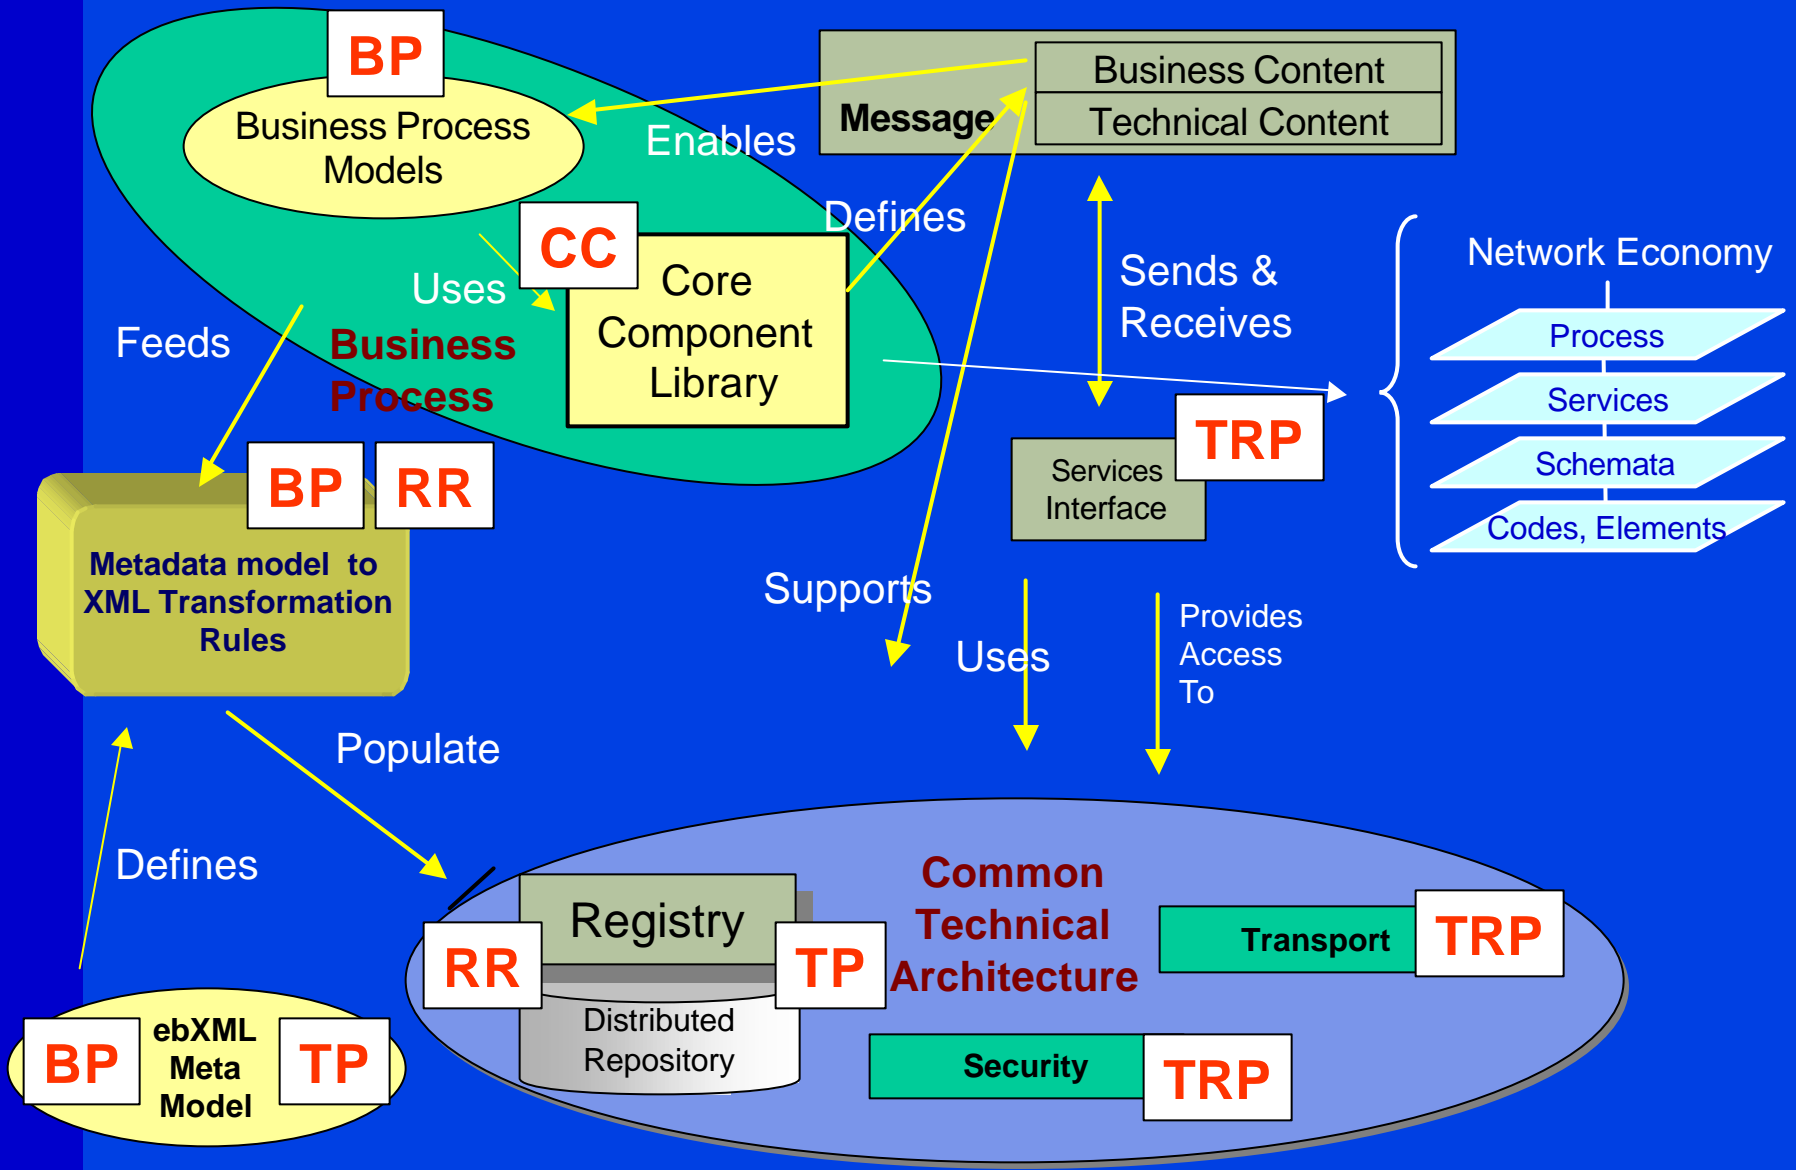 BP
Business Process
Models
Enables
Message
Business Content
Technical Content
CC
Core
Component
Library
Uses
Defines
Feeds
Business
Process
Sends &
Receives
Network Economy
Process
Services
Schemata
Codes, Elements
TRP
Services
Interface
BP
RR
Metadata model to
XML Transformation
Rules
Supports
Uses
Provides
Access
To
Populate
Defines
Common
Technical
Architecture
Registry
RR
TP
Distributed
Repository
Transport
TRP
Security
TRP
BP
ebXML
Meta
Model
TP